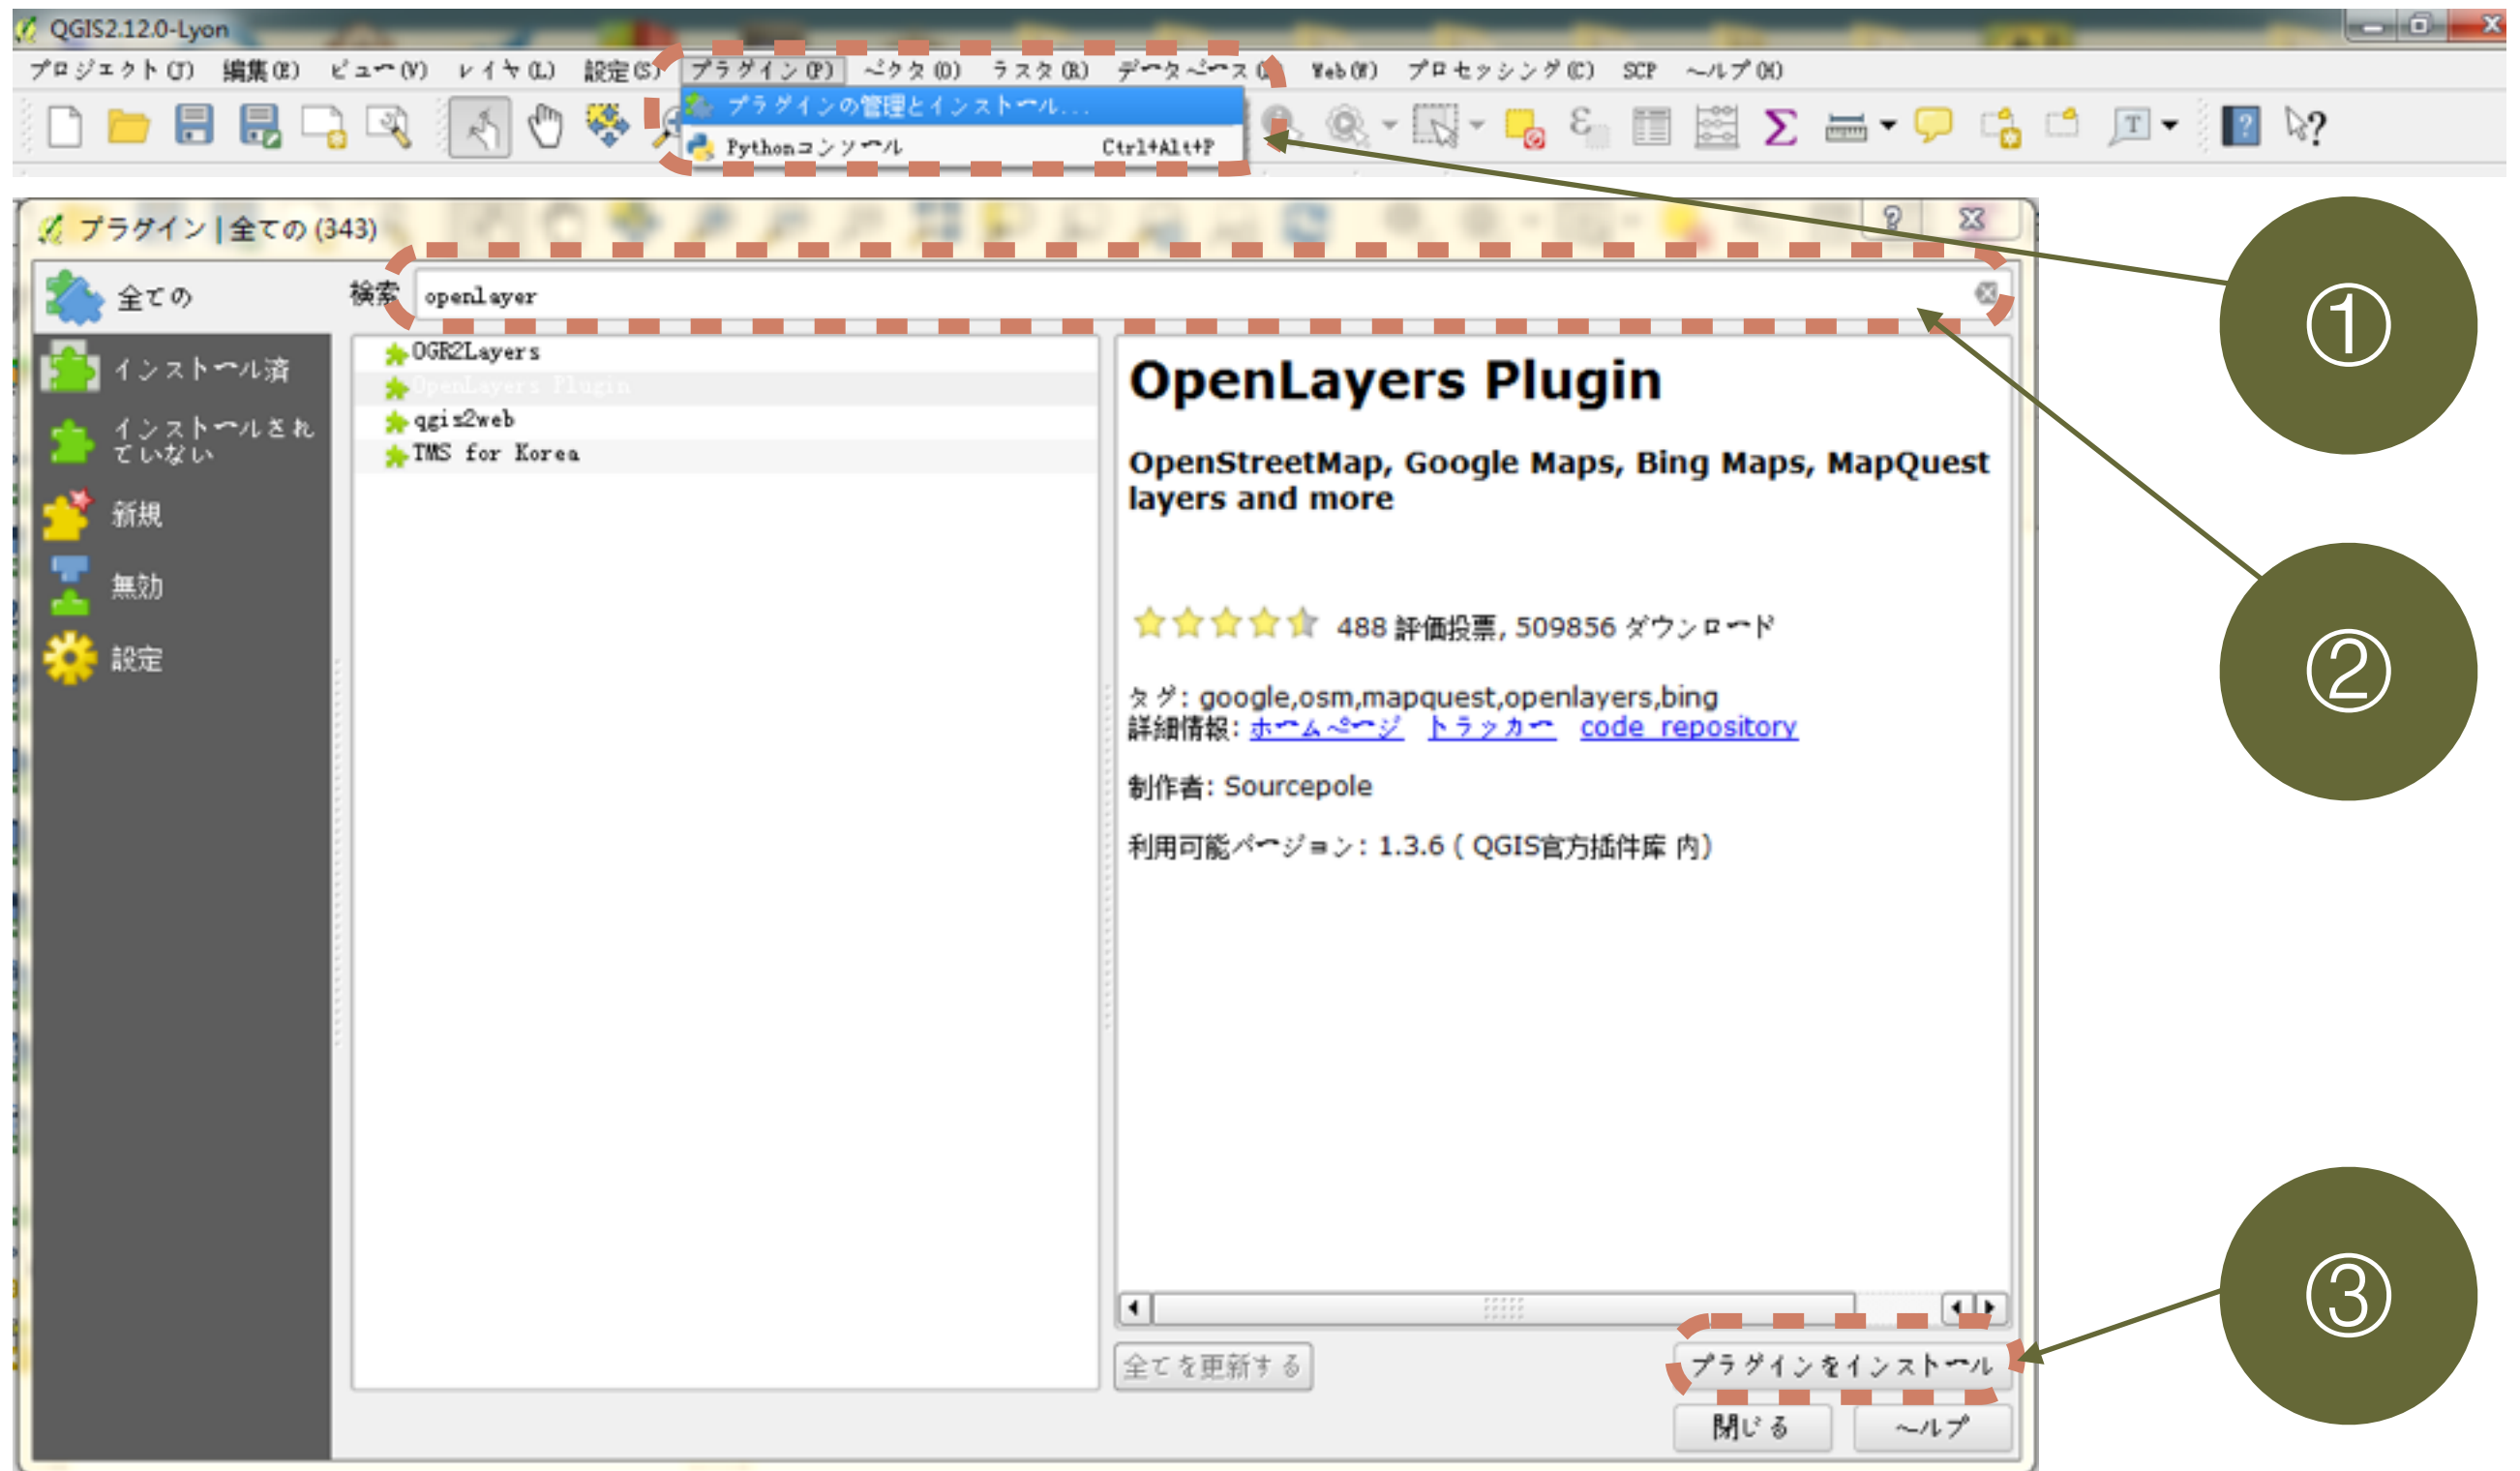 QGIS2.12.0-Lyon
プロジェクト(J) 編集(E) ビュー(V) レイヤ(L) 設定(S) プラグイン(P) ベクタ(O) ラスタ(R) データベース Web(W) プロセッシング(C) SCP ヘルプ(H)
プラグインの管理とインストール...
Pythonコンソール Ctrl+Alt+P
プラグイン | 全ての (343)
①
全ての
検索 openlayer
インストール済
インストールされ
ていない
新規
無効
設定
OGR2Layers
OpenLayers Plugin
qgis2web
TMS for Korea
OpenLayers Plugin
OpenStreetMap, Google Maps, Bing Maps, MapQuest
layers and more
488 評価投票, 509856 ダウンロード
タグ: google,osm,mapquest,openlayers,bing
詳細情報: ホームページ トラッカー code repository
制作者: Sourcepole
利用可能バージョン: 1.3.6 ( QGIS官方插件库 内)
②
③
全てを更新する
プラグインをインストール
閉じる
ヘルプ